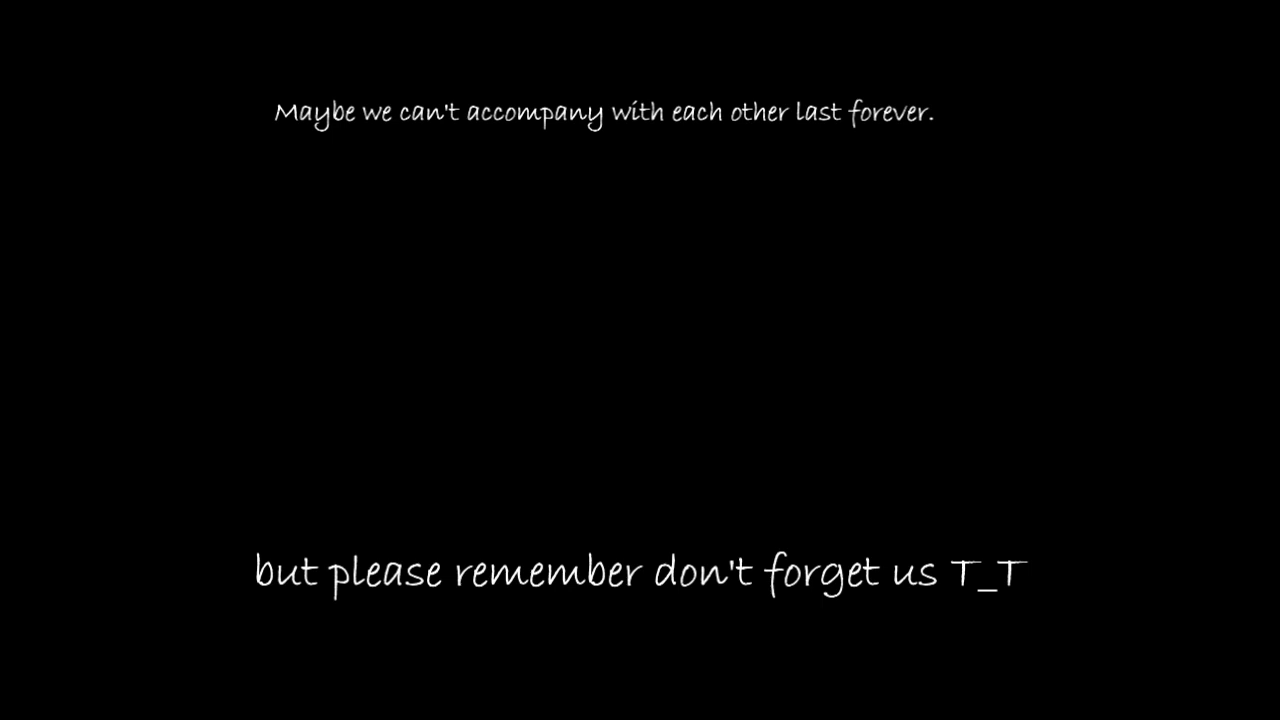 Maybe we can't accompany with each other last forever.
but please remember don't forget us T_T